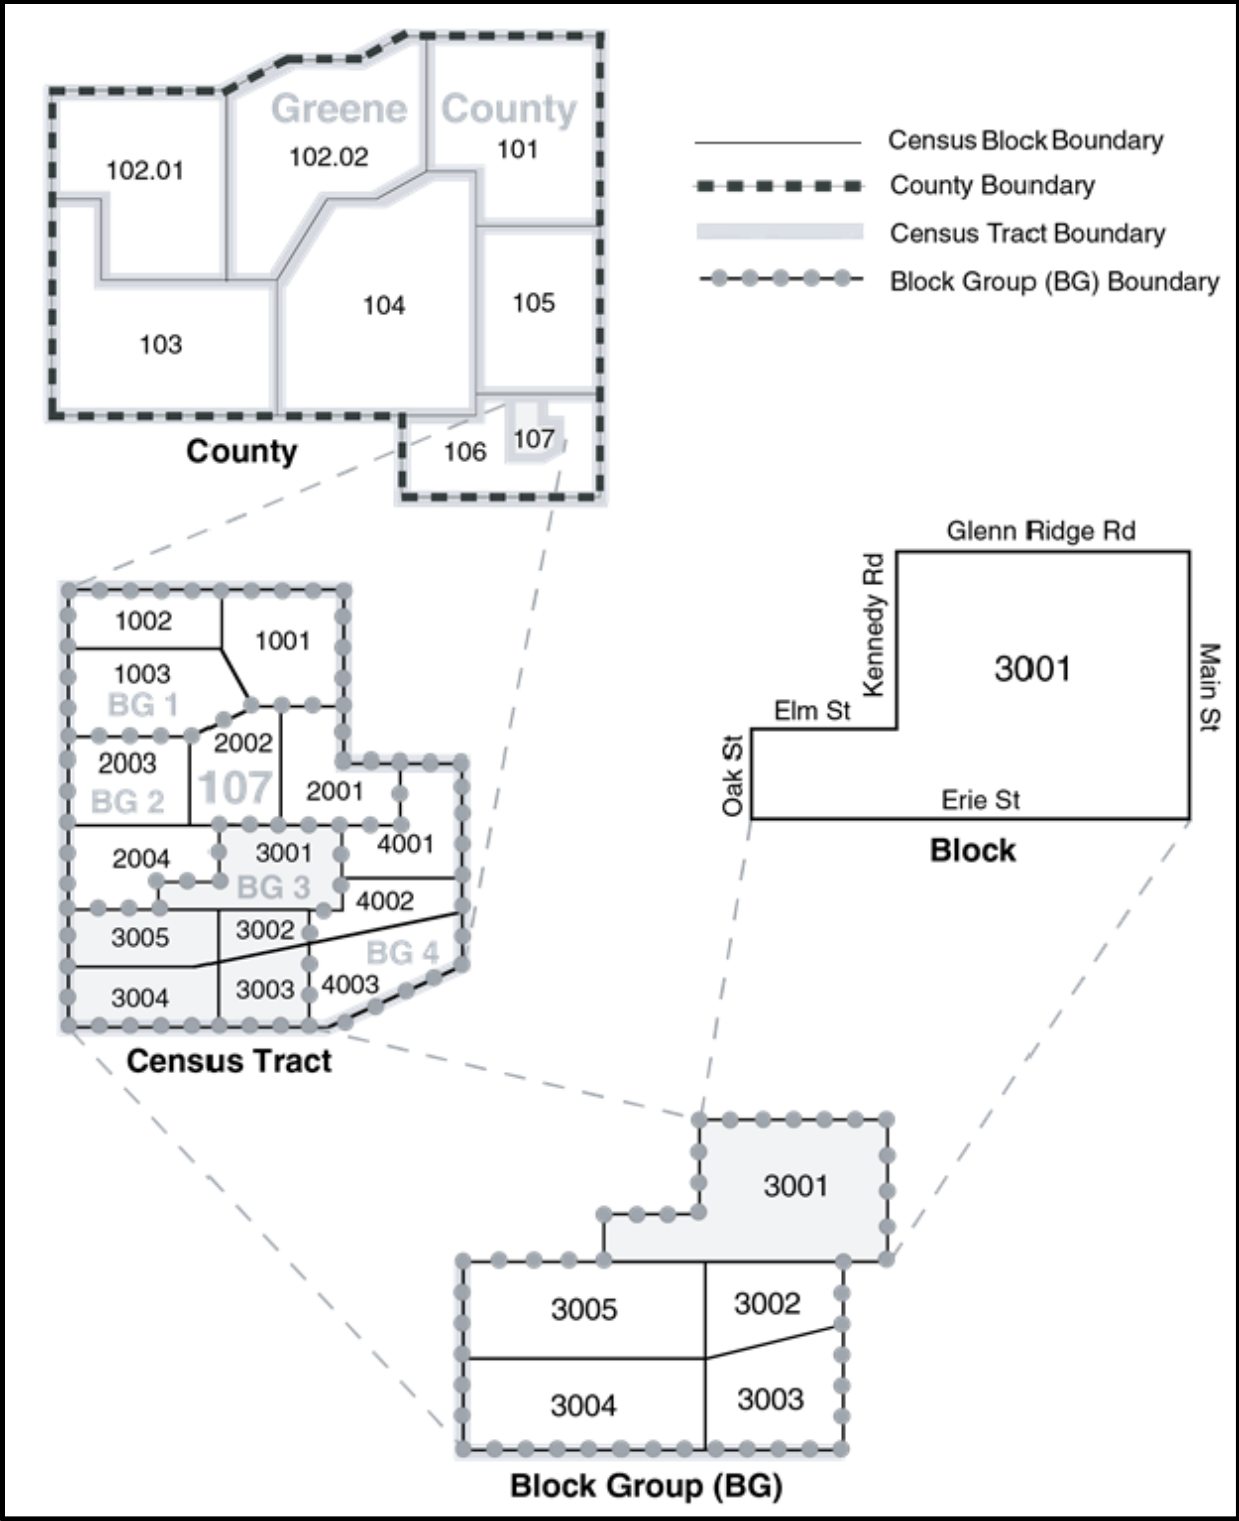 Greene County
102.01
102.02
101
103
104
105
106
107
County
Census Block Boundary
County Boundary
Census Tract Boundary
Block Group (BG) Boundary
1002
1001
1003
BG 1
2002
2003
BG 2
107
2001
2004
3001
BG 3
4001
4002
3005
3002
BG 4
3004
3003
4003
Census Tract
Glenn Ridge Rd
Kennedy Rd
3001
Main St
Elm St
Oak St
Erie St
Block
3001
3005
3002
3004
3003
Block Group (BG)